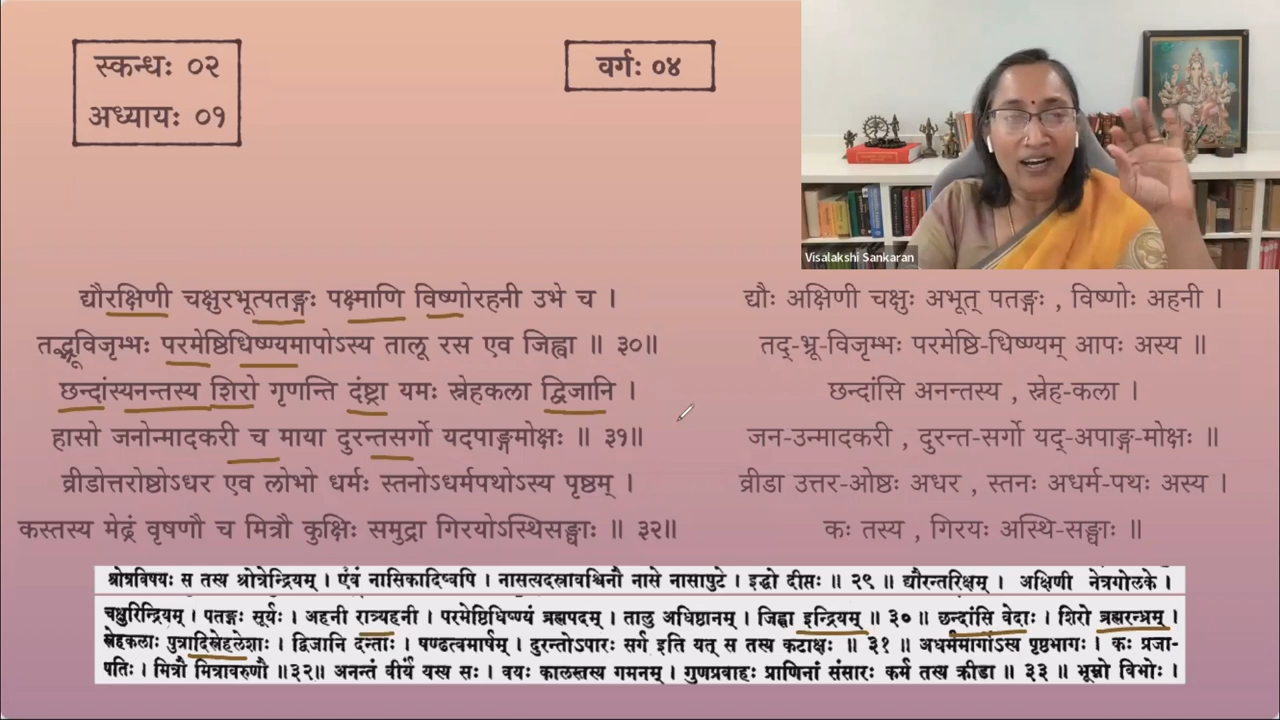 स्कन्धः ०२
अध्यायः ०१
वर्गः ०४
Visalakshi Sankaran
द्यौरक्षिणी चक्षुरभूत्पतङ्गः पक्ष्माणि विष्णोरहनी उभे च ।
तद्भ्रूविजृम्भः परमेष्ठिधिष्ण्यमापोऽस्य तालू रस एव जिह्वा ॥ ३०॥
छन्दांस्यनन्तस्य शिरो गृणन्ति दंष्ट्रा यमः स्नेहकला द्विजानि ।
हासो जनोन्मादकरी च माया दुरन्तसर्गो यदपाङ्गमोक्षः ॥ ३१॥
व्रीडोत्तरोष्ठोऽधर एव लोभो धर्मः स्तनोऽधर्मपथोऽस्य पृष्ठम् ।
कस्तस्य मेढ्रं वृषणौ च मित्रौ कुक्षिः समुद्रा गिरयोऽस्थिसङ्घाः ॥ ३२॥
द्यौः अक्षिणी चक्षुः अभूत् पतङ्गः , विष्णोः अहनी ।
तद्-भ्रू-विजृम्भः परमेष्ठि-धिष्ण्यम् आपः अस्य ॥
छन्दांसि अनन्तस्य , स्नेह-कला ।
जन-उन्मादकरी , दुरन्त-सर्गो यद्-अपाङ्ग-मोक्षः ॥
व्रीडा उत्तर-ओष्ठः अधर , स्तनः अधर्म-पथः अस्य ।
कः तस्य , गिरयः अस्थि-सङ्घाः ॥
श्रोत्रविषयः स तस्य श्रोत्रेन्द्रियम् । एवं नासिकादिष्वपि । नासत्यदस्रावश्विनौ नासे नासापुटे । इद्धो दीप्तः ॥ २९ ॥ द्यौरन्तरिक्षम् । अक्षिणी नेत्रगोलके ।
चक्षुरिन्द्रियम् । पतङ्गः सूर्यः । अहनी रात्र्यहनी । परमेष्ठिधिष्ण्यं ब्रह्मपदम् । तालु अधिष्ठानम् । जिह्वा इन्द्रियम् ॥ ३० ॥ छन्दांसि वेदाः । शिरो ब्रह्मरन्ध्रम् ।
स्नेहकलाः पुत्रादिस्नेहलेशाः । द्विजानि दन्ताः । षण्ढत्वमार्षम् । दुरन्तोऽपारः सर्ग इति यत् स तस्य कटाक्षः ॥ ३१ ॥ अधर्ममार्गोऽस्य पृष्ठभागः । कः प्रजा-
पतिः । मित्रौ मित्रावरुणौ ॥३२॥ अनन्तं वीर्यं यस्य सः । वयः कालस्तस्य गमनम् । गुणप्रवाहः प्राणिनां संसारः कर्म तस्य क्रीडा ॥ ३३ ॥ भूम्नो विभोः ।